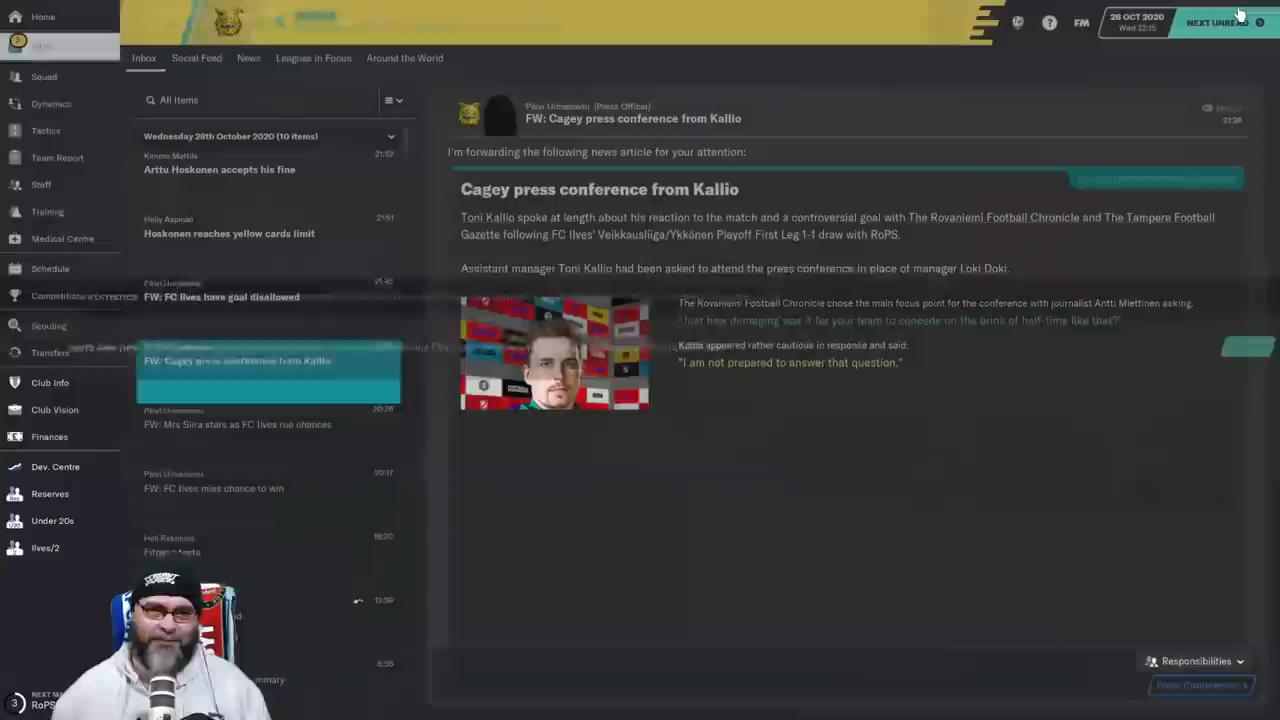 Home
28 OCT 2020
Wed 22:15
NEXT UNREAD
FM
3
Squad
Dynamics
Tactics
Team Report
Staff
Training
Medical Centre
Schedule
Scouting
Transfers
Club Info
Club Vision
Finances
Dev. Centre
Reserves
Under 20s
Ilves/2
Inbox
Social Feed
News
Leagues in Focus
Around the World
All Items
Wednesday 28th October 2020 (10 items)
Kimmo Mattila
21:52
Arttu Hoskonen accepts his fine
Holly Aspinall
21:51
Hoskonen reaches yellow cards limit
FW: FC Ilves have goal disallowed
FW: Cagey press conference from Kallio
20:26
FW: Mrs Siira stars as FC Ilves rue chances
20:17
FW: FC Ilves miss chance to win
18:20
mmary
(Press Officer)
FW: Cagey press conference from Kallio
21:38
I'm forwarding the following news article for your attention:
Cagey press conference from Kallio
Toni Kallio spoke at length about his reaction to the match and a controversial goal with The Rovaniemi Football Chronicle and The Tampere Football
Gazette following FC Ilves' Veikkausliiga/Ykkönen Playoff First Leg 1-1 draw with RoPS.
Assistant manager Toni Kallio had been asked to attend the press conference in place of manager Loki Doki.
The Rovaniemi Football Chronicle chose the main focus point for the conference with journalist Antti Miettinen asking.
"Just how damaging was it for your team to concede on the brink of half-time like that?"
Kallio appeared rather cautious in response and said:
"I am not prepared to answer that question."
Responsibilities
Press Conferences
3
RoPS